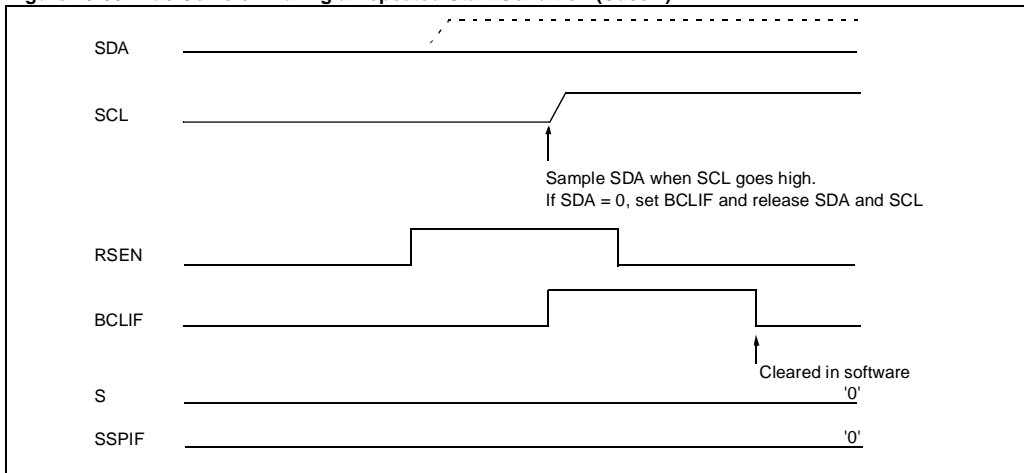 SDA
SCL
Sample SDA when SCL goes high.
If SDA = 0, set BCLIF and release SDA and SCL
RSEN
BCLIF
Cleared in software
S
'0'
SSPIF
'0'